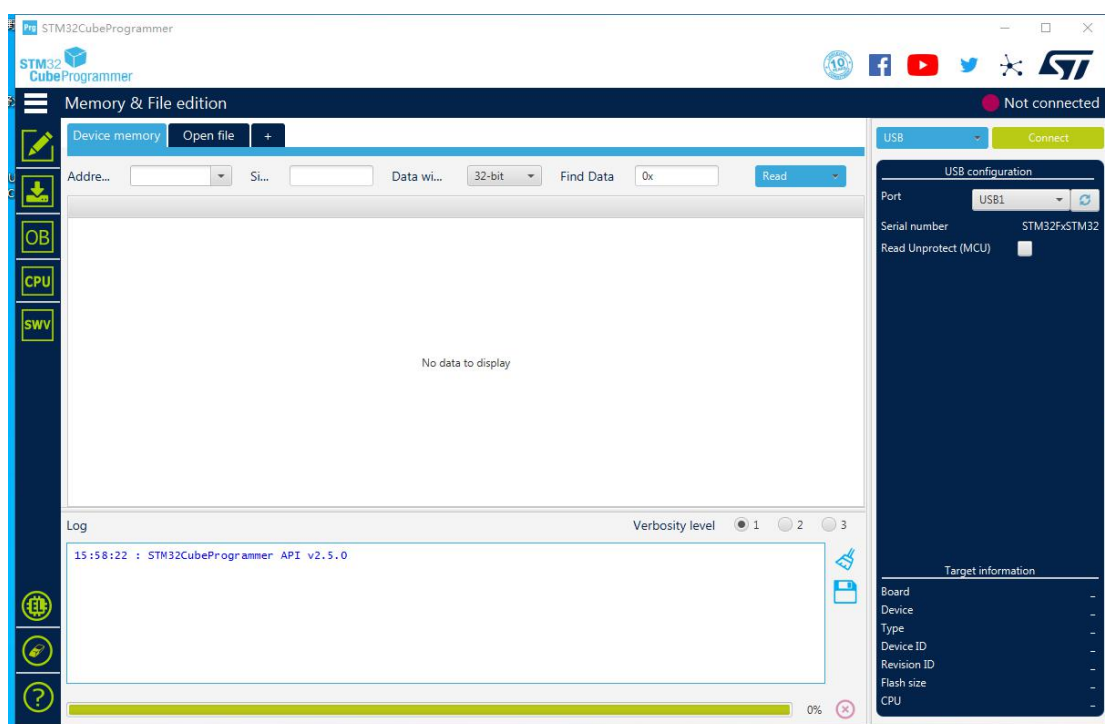 Prg STM32CubeProgrammer
STM32
CubeProgrammer
Memory & File edition
Not connected
Device memory Open file +
USB Connect
Addre... Si... Data wi... 32-bit Find Data 0x Read
USB configuration
Port USB1
Serial number STM32FxSTM32
Read Unprotect (MCU)
OB
CPU
SWV
No data to display
Log Verbosity level 1 2 3
15:58:22 : STM32CubeProgrammer API v2.5.0
Target information
Board -
Device -
Type -
Device ID -
Revision ID -
Flash size -
CPU -
EL
?
0%